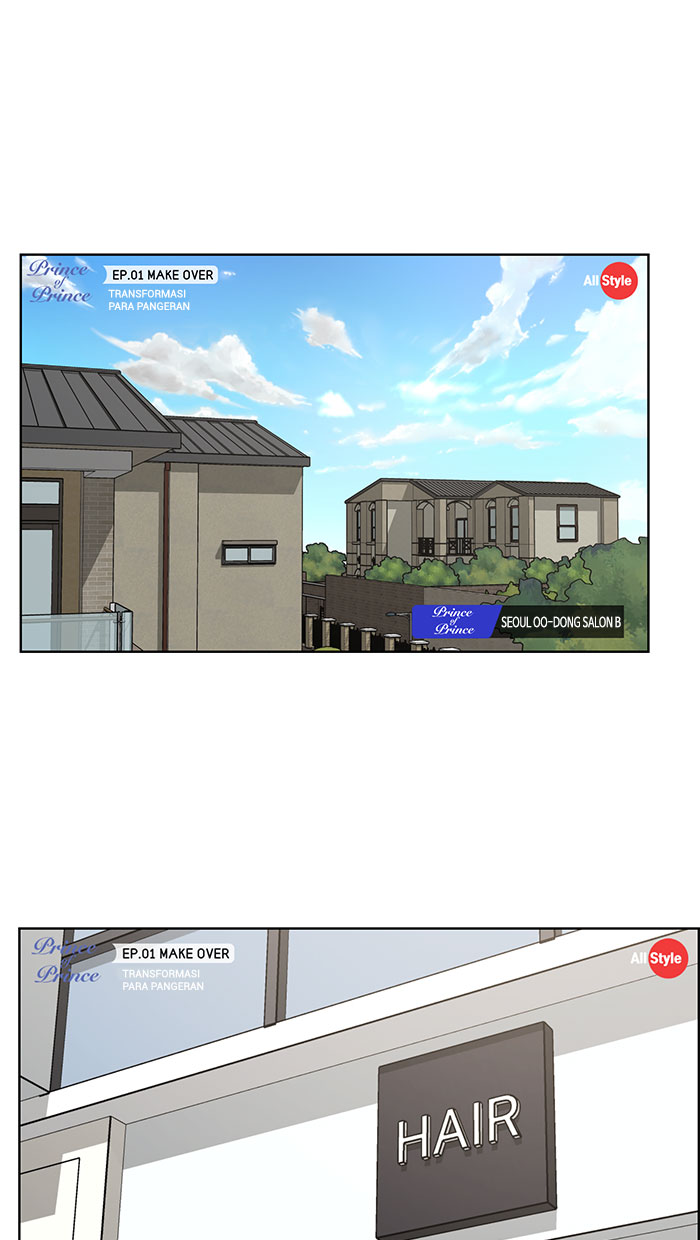 Prince
of
Prince
EP.01 MAKE OVER
TRANSFORMASI
PARA PANGERAN
All Style
Prince
of
Prince
SEOUL OO-DONG SALON B
Prince
of
Prince
EP.01 MAKE OVER
TRANSFORMASI
PARA PANGERAN
All Style
HAIR